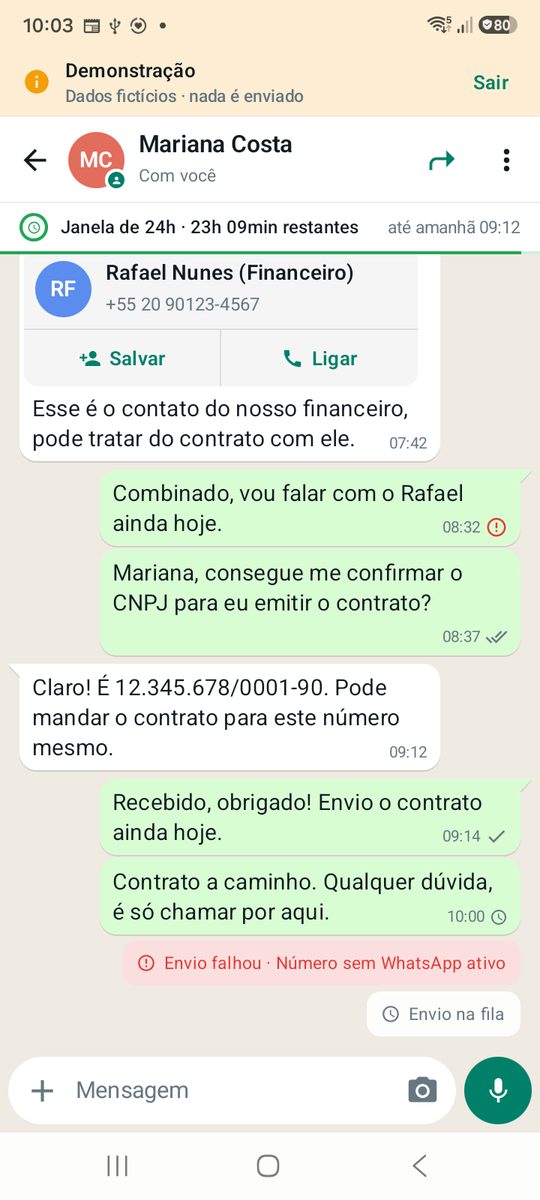 10:03
5
80
Demonstração
Dados fictícios · nada é enviado
Sair
MC
Mariana Costa
Com você
Janela de 24h · 23h 09min restantes
até amanhã 09:12
RF
Rafael Nunes (Financeiro)
+55 20 90123-4567
Salvar
Ligar
Esse é o contato do nosso financeiro,
pode tratar do contrato com ele.
07:42
Combinado, vou falar com o Rafael
ainda hoje.
08:32
Mariana, consegue me confirmar o
CNPJ para eu emitir o contrato?
08:37
Claro! É 12.345.678/0001-90. Pode
mandar o contrato para este número
mesmo.
09:12
Recebido, obrigado! Envio o contrato
ainda hoje.
09:14
Contrato a caminho. Qualquer dúvida,
é só chamar por aqui.
10:00
Envio falhou · Número sem WhatsApp ativo
Envio na fila
Mensagem